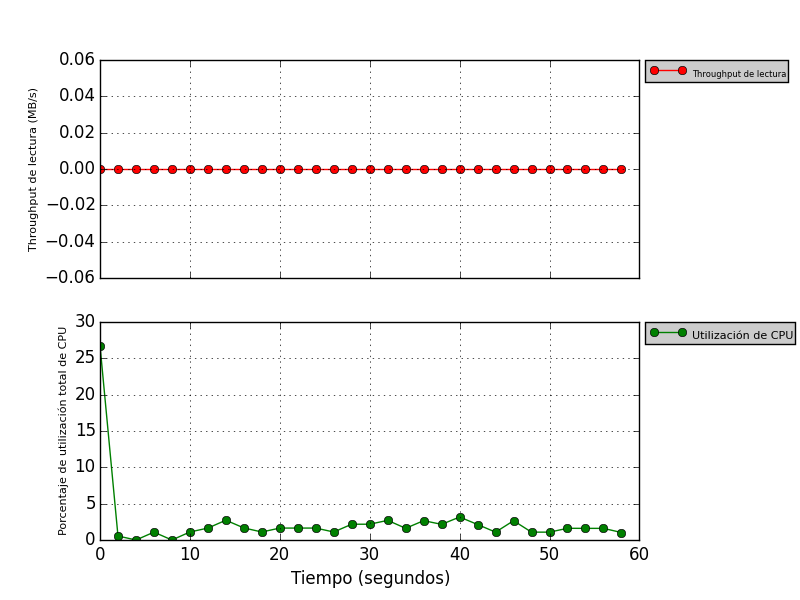 Throughput de lectura (MB/s)
0.06
0.04
0.02
0.00
−0.02
−0.04
−0.06
Throughput de lectura
Porcentaje de utilización total de CPU
30
25
20
15
10
5
0
Utilización de CPU
0 10 20 30 40 50 60
Tiempo (segundos)